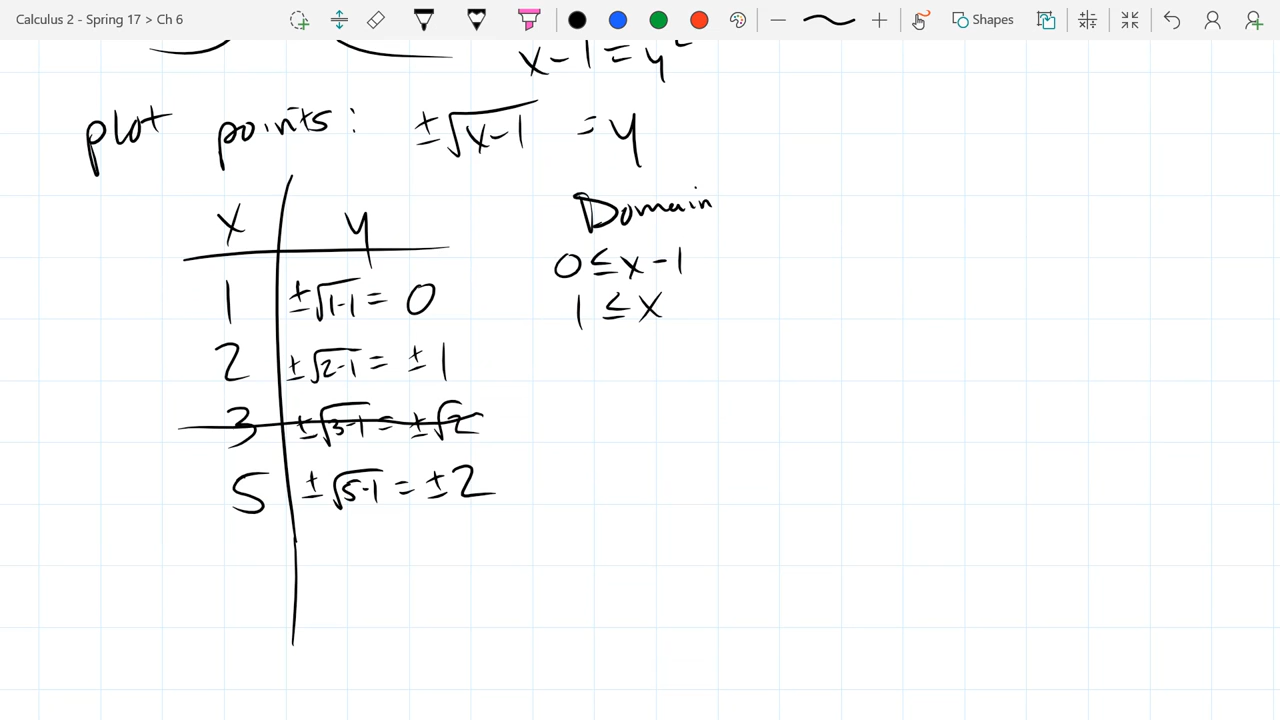 Calculus 2 - Spring 17 > Ch 6
Shapes
x-1=y²
plot points: ±√(x-1) =y
x y
1 ±√(1-1)= 0
2 ±√(2-1)= ±1
3 ±√(3-1)= ±√2
5 ±√(5-1)= ±2
Domain
0≤x-1
1≤x